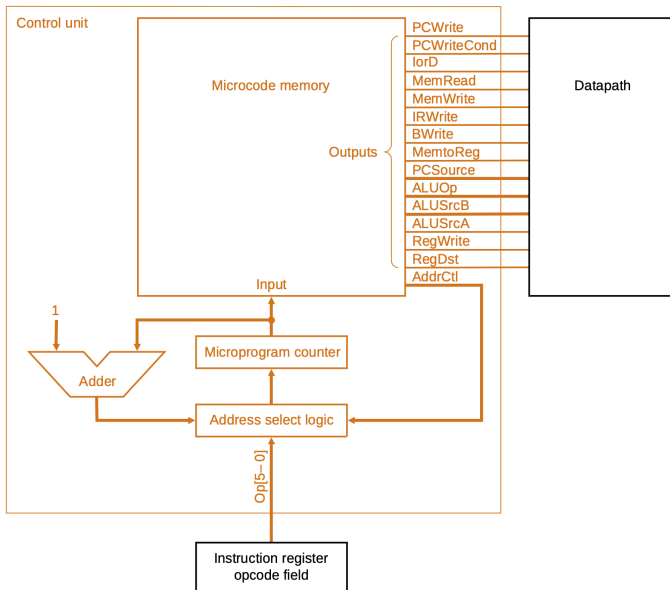 Control unit
Microcode memory
Outputs
Input
PCWrite
PCWriteCond
IorD
MemRead
MemWrite
IRWrite
BWrite
MemtoReg
PCSource
ALUOp
ALUSrcB
ALUSrcA
RegWrite
RegDst
AddrCtl
Datapath
1
Microprogram counter
Adder
Address select logic
Op[5– 0]
Instruction register
opcode field